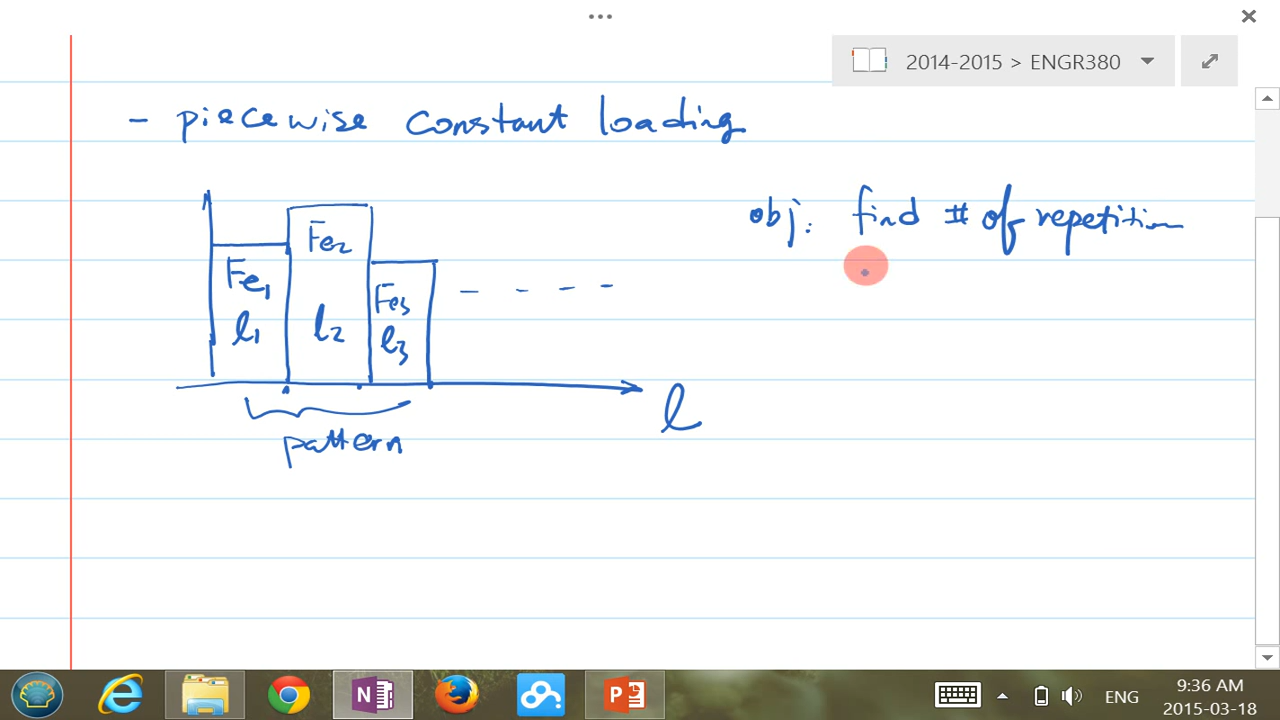 2014-2015 > ENGR380
- piecewise constant loading
obj: find # of repetition
Fe2
Fe1
Fe3
l1
l2
l3
l
pattern
ENG
9:36 AM
2015-03-18